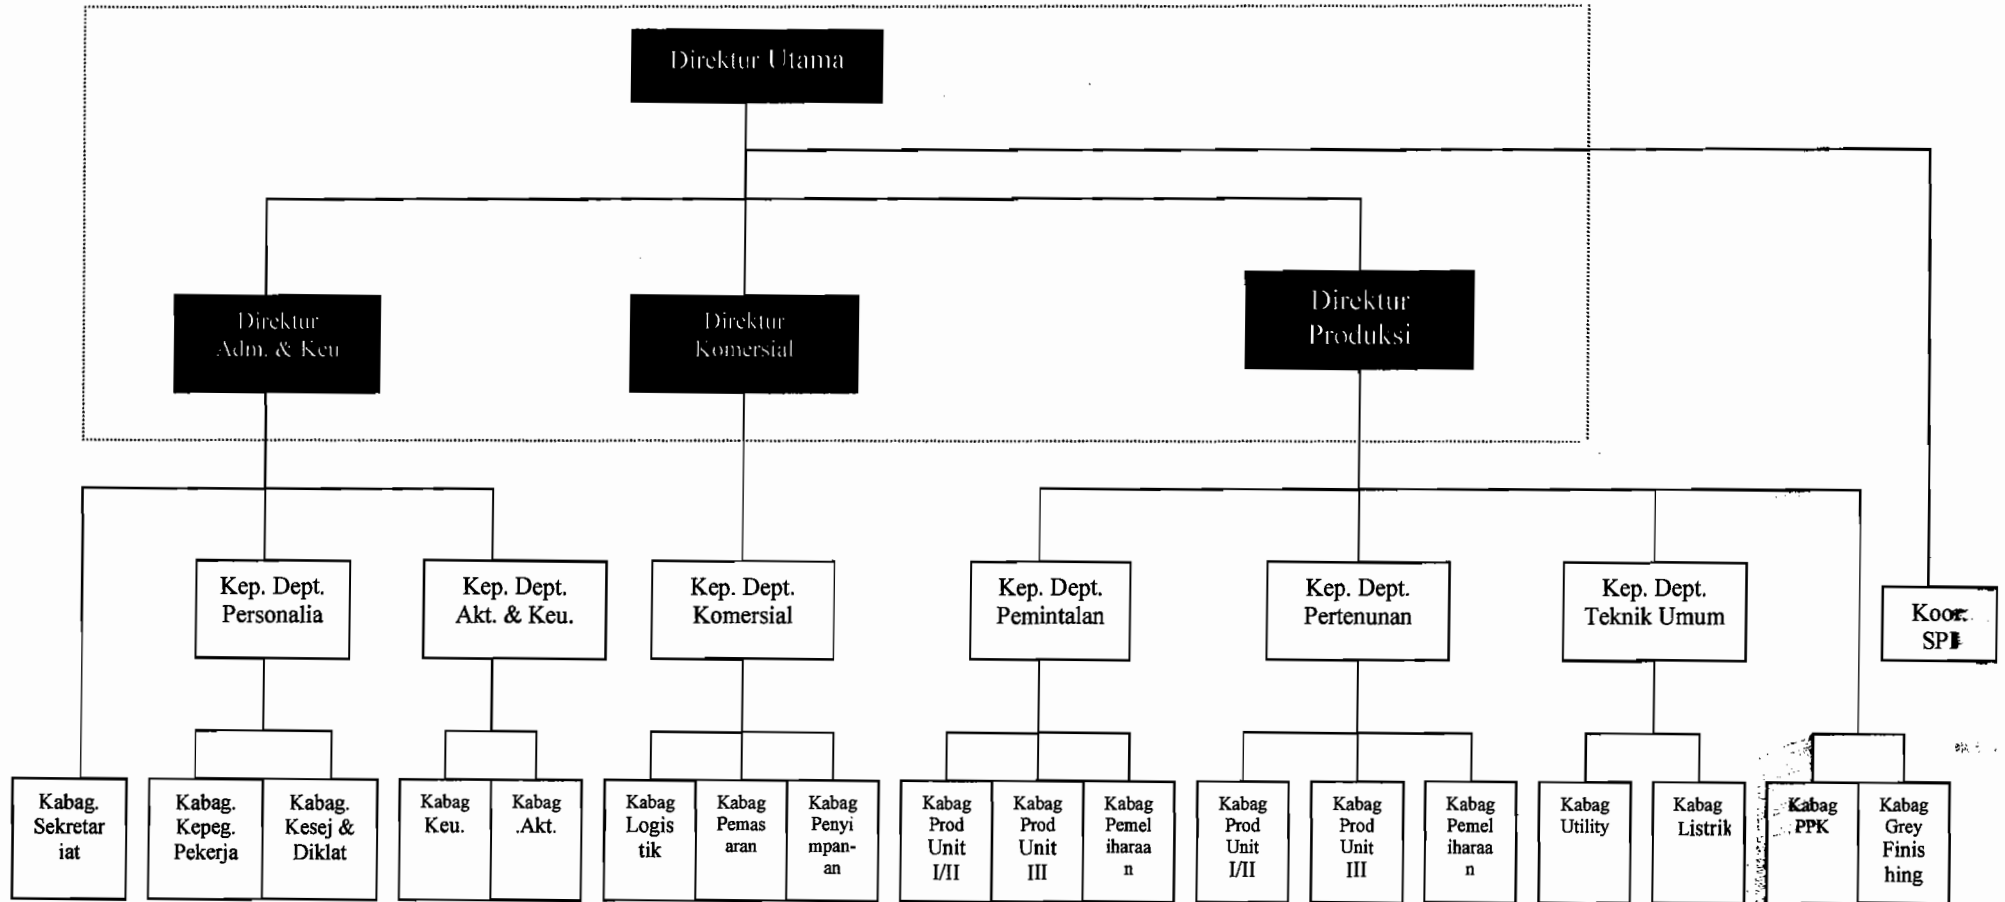 Direktur Utama
Direktur
Adm. & Keu
Direktur
Komersial
Direktur
Produksi
Kep. Dept.
Personalia
Kep. Dept.
Akt. & Keu.
Kep. Dept.
Komersial
Kep. Dept.
Pemintalan
Kep. Dept.
Pertenunan
Kep. Dept.
Teknik Umum
Koor.
SPI
Kabag.
Sekretar
iat
Kabag.
Kepeg.
Pekerja
Kabag.
Kesej &
Diklat
Kabag
Keu.
Kabag
.Akt.
Kabag
Logis
tik
Kabag
Pemas
aran
Kabag
Penyi
mpan-
an
Kabag
Prod
Unit
I/II
Kabag
Prod
Unit
III
Kabag
Pemel
iharaa
n
Kabag
Prod
Unit
I/II
Kabag
Prod
Unit
III
Kabag
Pemel
iharaa
n
Kabag
Utility
Kabag
Listrik
Kabag
PPK
Kabag
Grey
Finis
hing